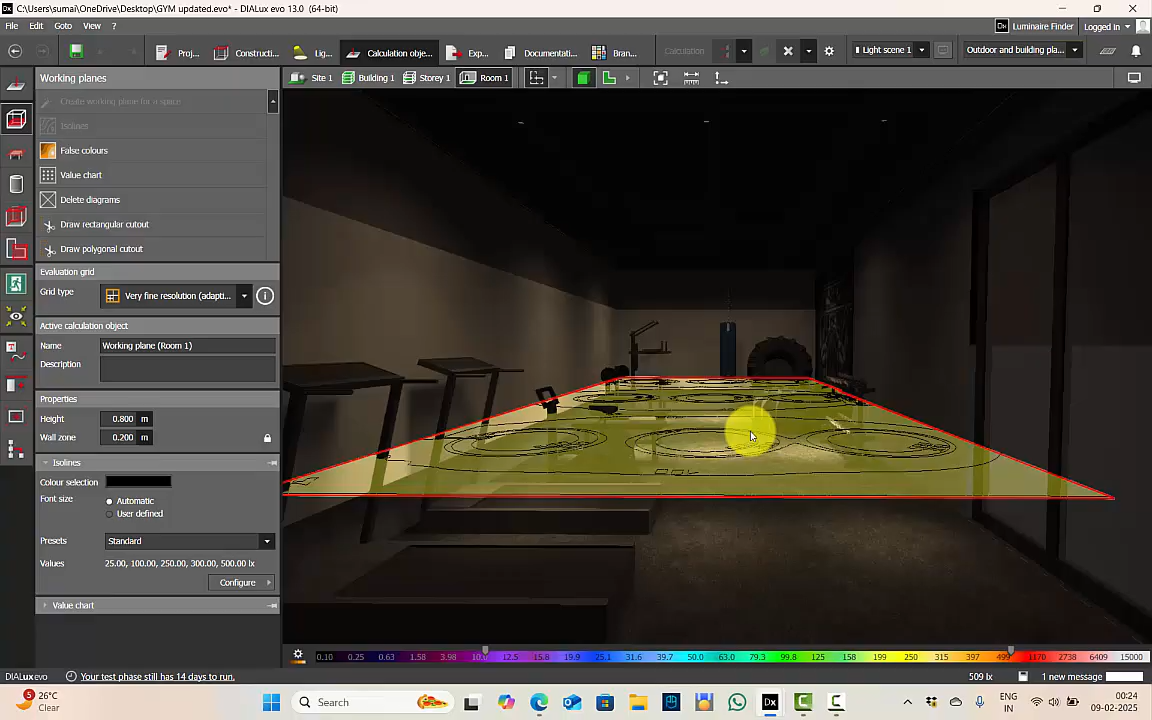 C:\Users\sumai\OneDrive\Desktop\GYM updated.evo* - DIALux evo 13.0 (64-bit)
File Edit Goto View ??
Luminaire Finder Logged in
Proj... Constructi... Lig... Calculation obje... Exp... Documentati... Bran... Calculation Light scene 1 Outdoor and building pla...
Working planes
Site 1 Building 1 Storey 1 Room 1
Create working plane for a space
Isolines
False colours
Value chart
Delete diagrams
Draw rectangular cutout
Draw polygonal cutout
Evaluation grid
Grid type Very fine resolution (adapti...
Active calculation object
Name Working plane (Room 1)
Description
Properties
Height 0.800 m
Wall zone 0.200 m
Isolines
Colour selection
Font size Automatic
User defined
Presets Standard
Values 25.00, 100.00, 250.00, 300.00, 500.00 lx
Configure
Value chart
100
0.10 0.25 0.63 1.58 3.98 10.0 12.5 15.8 19.9 25.1 31.6 39.7 50.0 63.0 79.3 99.8 125 158 199 250 315 397 499 1170 2738 6409 15000
DIALux evo Your test phase still has 14 days to run. 509 lx 1 new message
5 26°C
Clear
Search
ENG
IN
00:24
09-02-2025